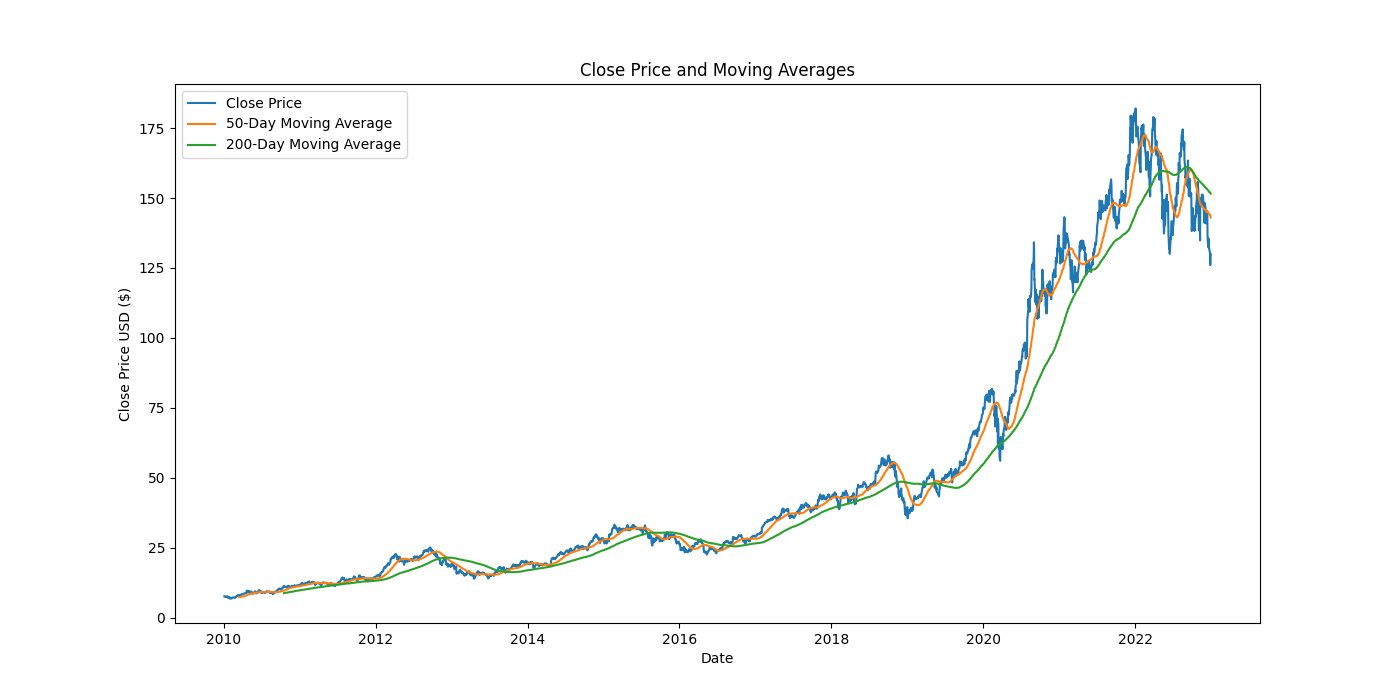 Close Price and Moving Averages
Close Price
50-Day Moving Average
200-Day Moving Average
Close Price USD ($)
175
150
125
100
75
50
25
0
2010 2012 2014 2016 2018 2020 2022
Date